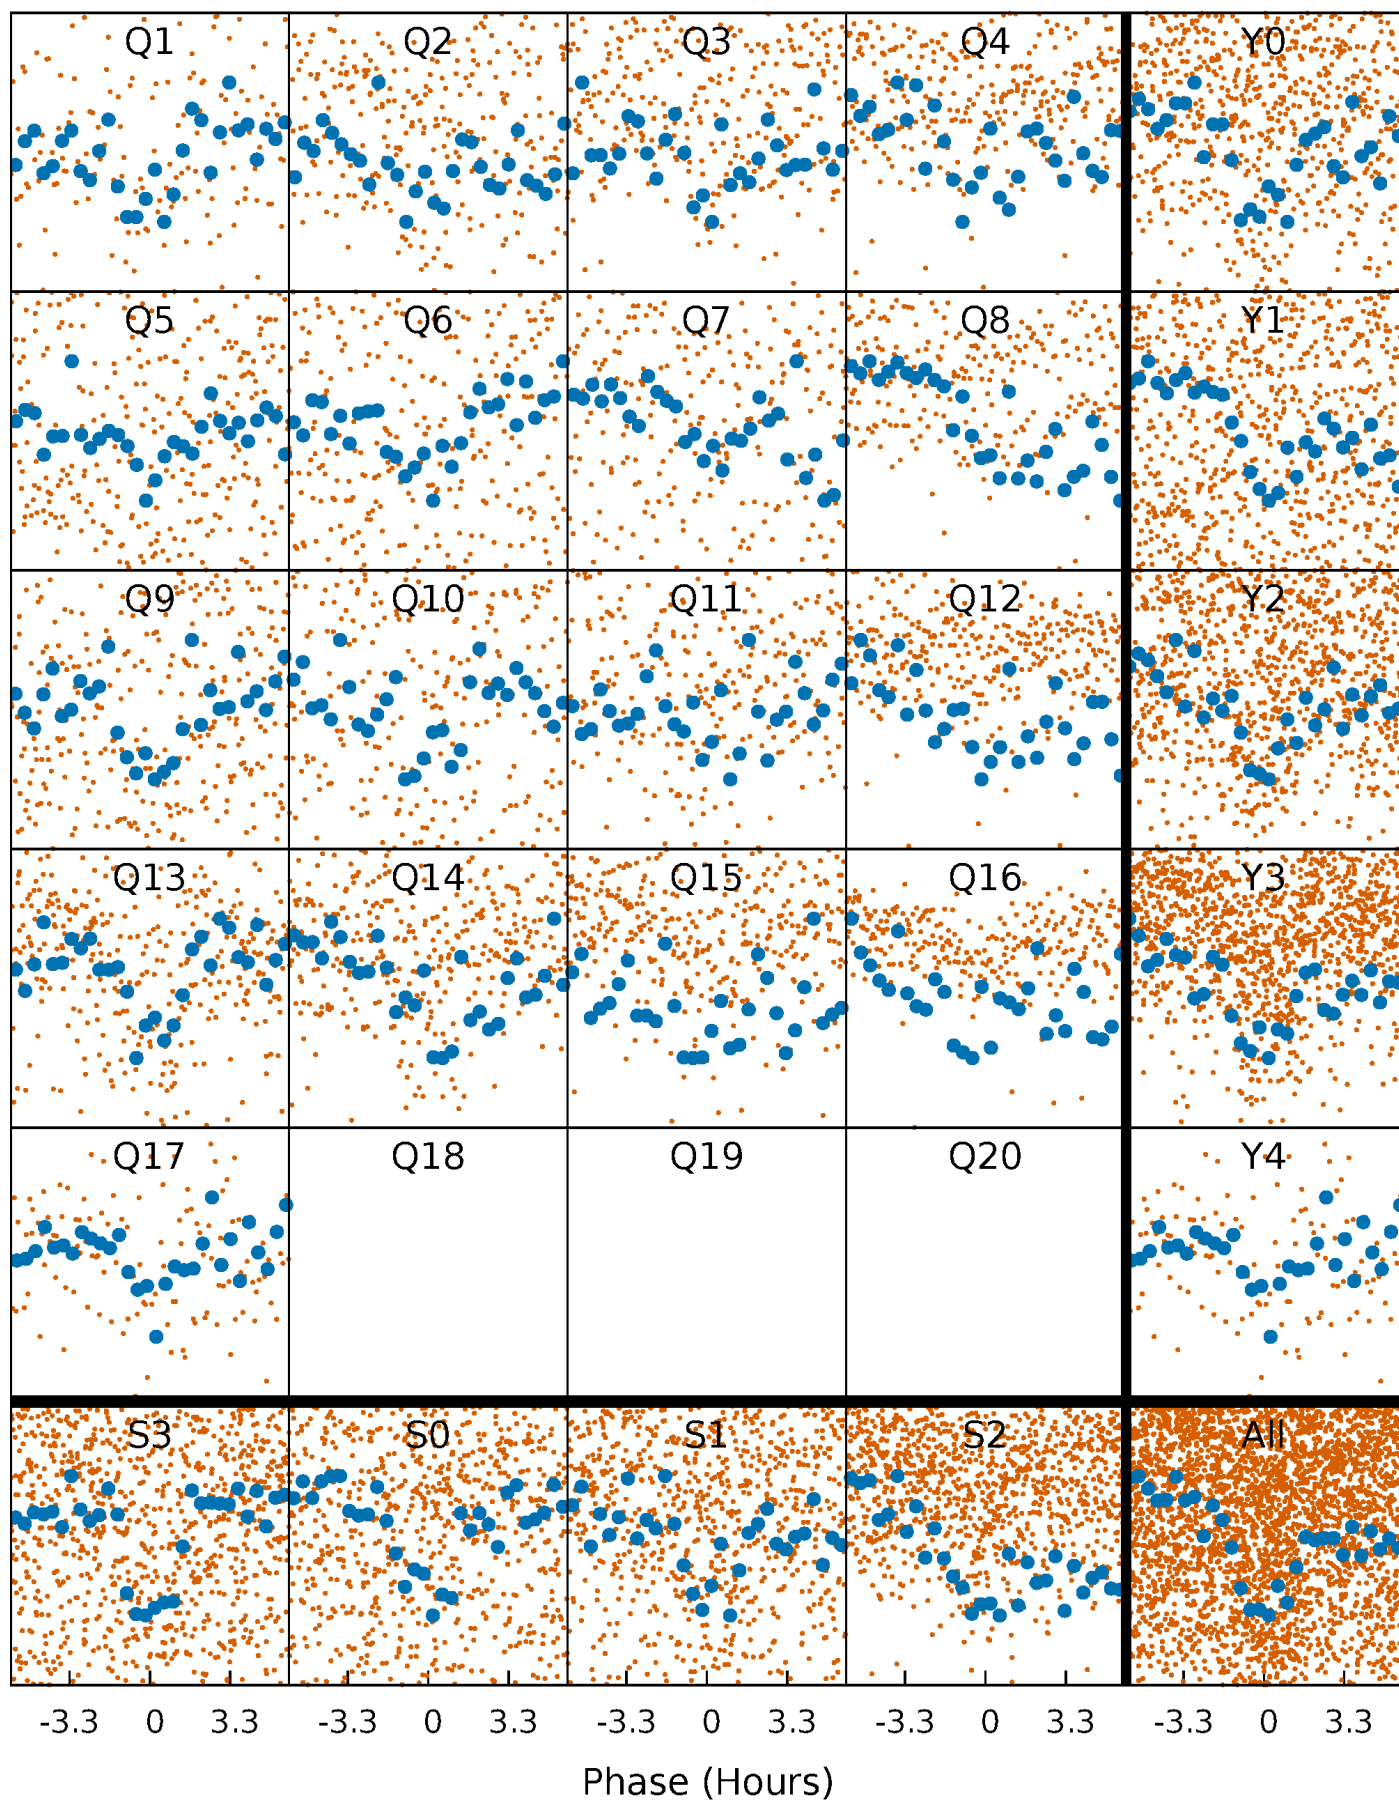 Q1 Q2 Q3 Q4 Y0
Q5 Q6 Q7 Q8 Y1
Q9 Q10 Q11 Q12 Y2
Q13 Q14 Q15 Q16 Y3
Q17 Q18 Q19 Q20 Y4
S3 S0 S1 S2 All
-3.3 0 3.3 -3.3 0 3.3 -3.3 0 3.3 -3.3 0 3.3 -3.3 0 3.3
Phase (Hours)